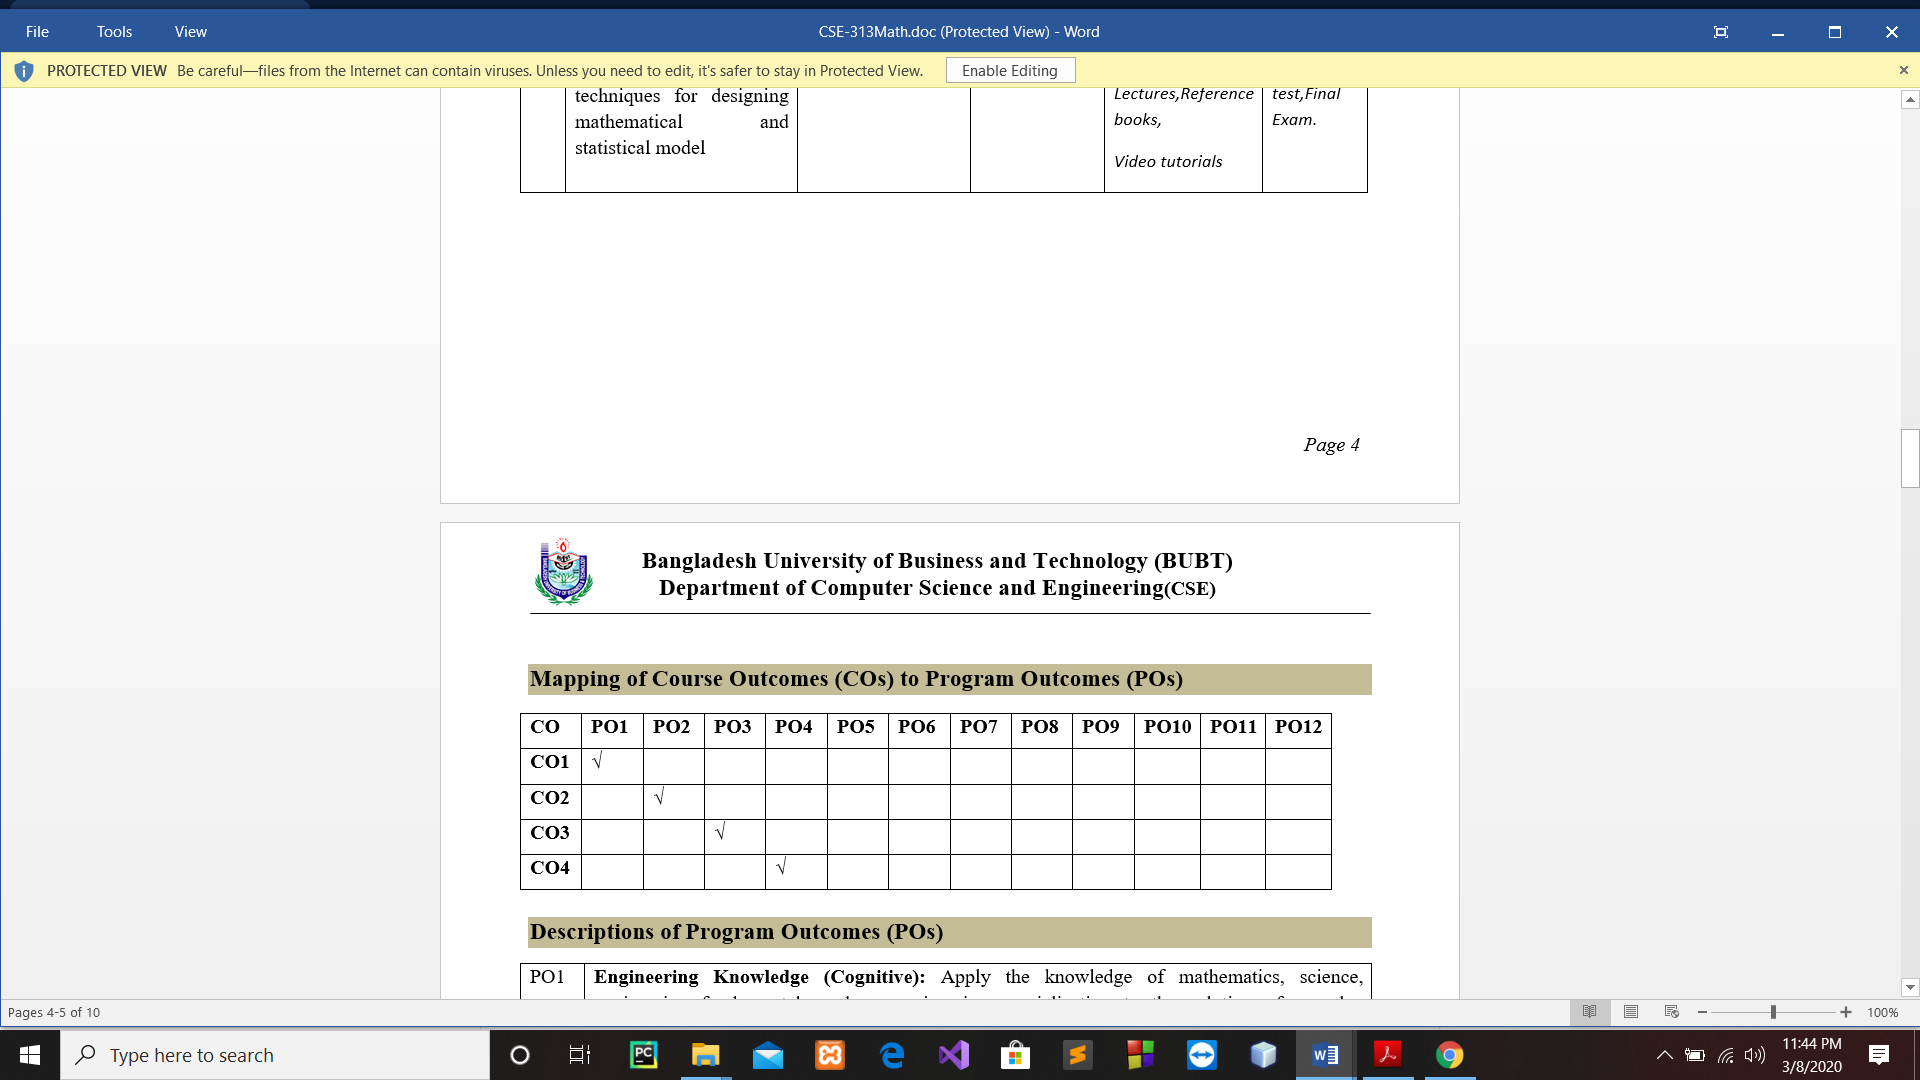 File Tools View CSE-313Math.doc (Protected View) - Word
PROTECTED VIEW Be careful—files from the Internet can contain viruses. Unless you need to edit, it's safer to stay in Protected View. Enable Editing
techniques for designing
mathematical and
statistical model
Lectures,Reference
books,
Video tutorials
test,Final
Exam.
Page 4
Bangladesh University of Business and Technology (BUBT)
Department of Computer Science and Engineering(CSE)
Mapping of Course Outcomes (COs) to Program Outcomes (POs)
CO PO1 PO2 PO3 PO4 PO5 PO6 PO7 PO8 PO9 PO10 PO11 PO12
CO1 √
CO2 √
CO3 √
CO4 √
Descriptions of Program Outcomes (POs)
PO1 Engineering Knowledge (Cognitive): Apply the knowledge of mathematics, science,
Pages 4-5 of 10 100%
Type here to search
11:44 PM
3/8/2020